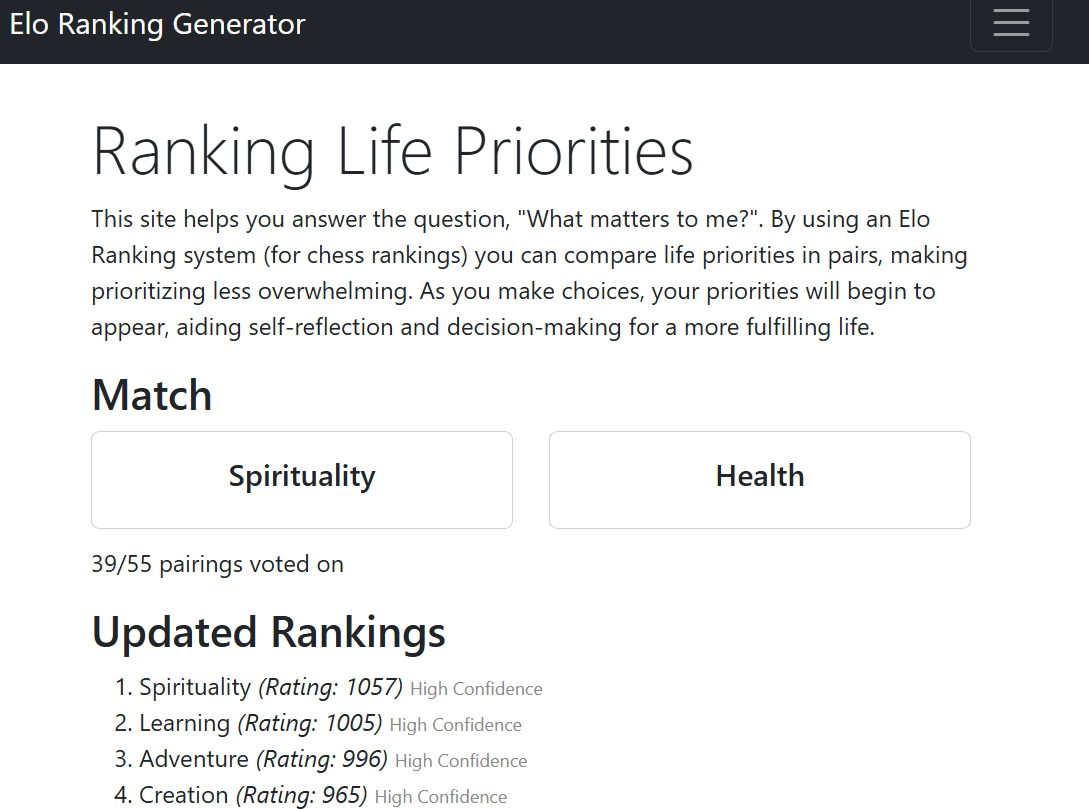 Elo Ranking Generator
Ranking Life Priorities
This site helps you answer the question, "What matters to me?". By using an Elo
Ranking system (for chess rankings) you can compare life priorities in pairs, making
prioritizing less overwhelming. As you make choices, your priorities will begin to
appear, aiding self-reflection and decision-making for a more fulfilling life.
Match
Spirituality
Health
39/55 pairings voted on
Updated Rankings
1. Spirituality (Rating: 1057) High Confidence
2. Learning (Rating: 1005) High Confidence
3. Adventure (Rating: 996) High Confidence
4. Creation (Rating: 965) High Confidence